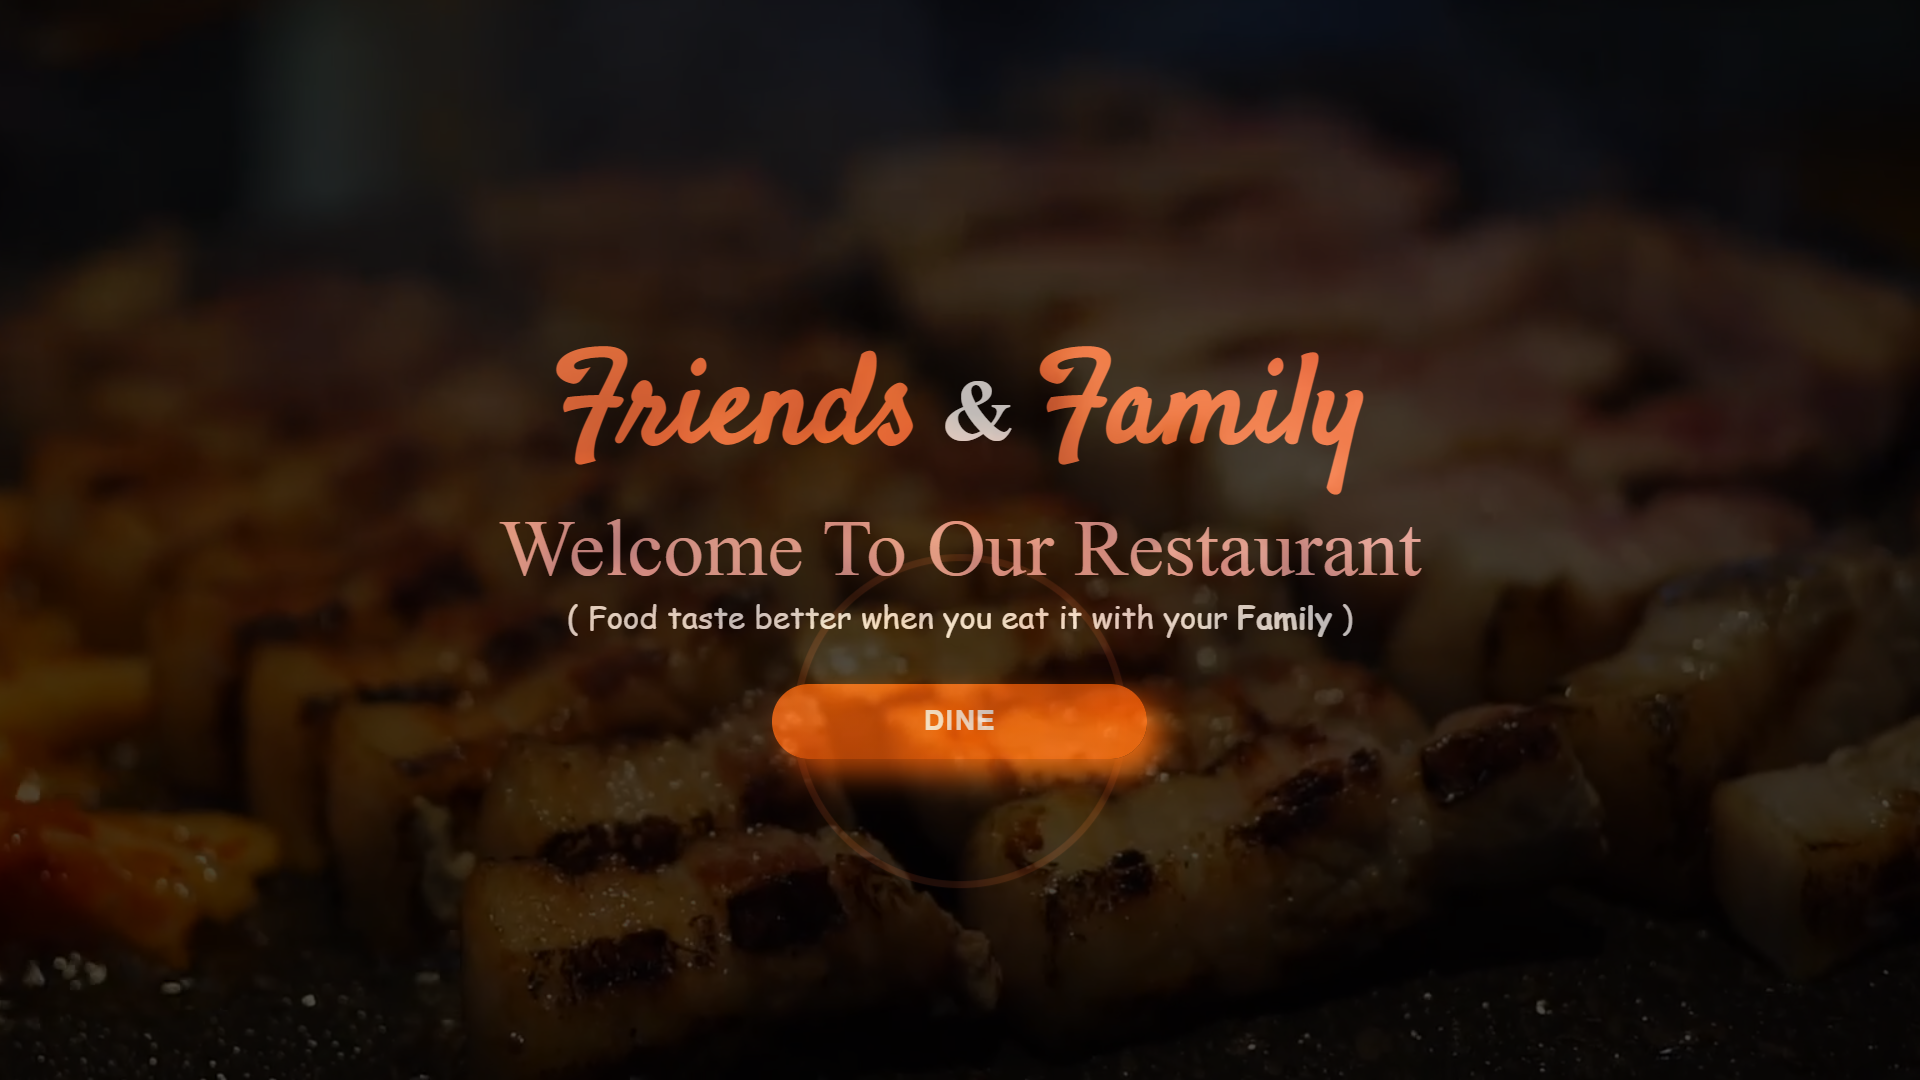 Friends & Family
Welcome To Our Restaurant
( Food taste better when you eat it with your Family )
DINE